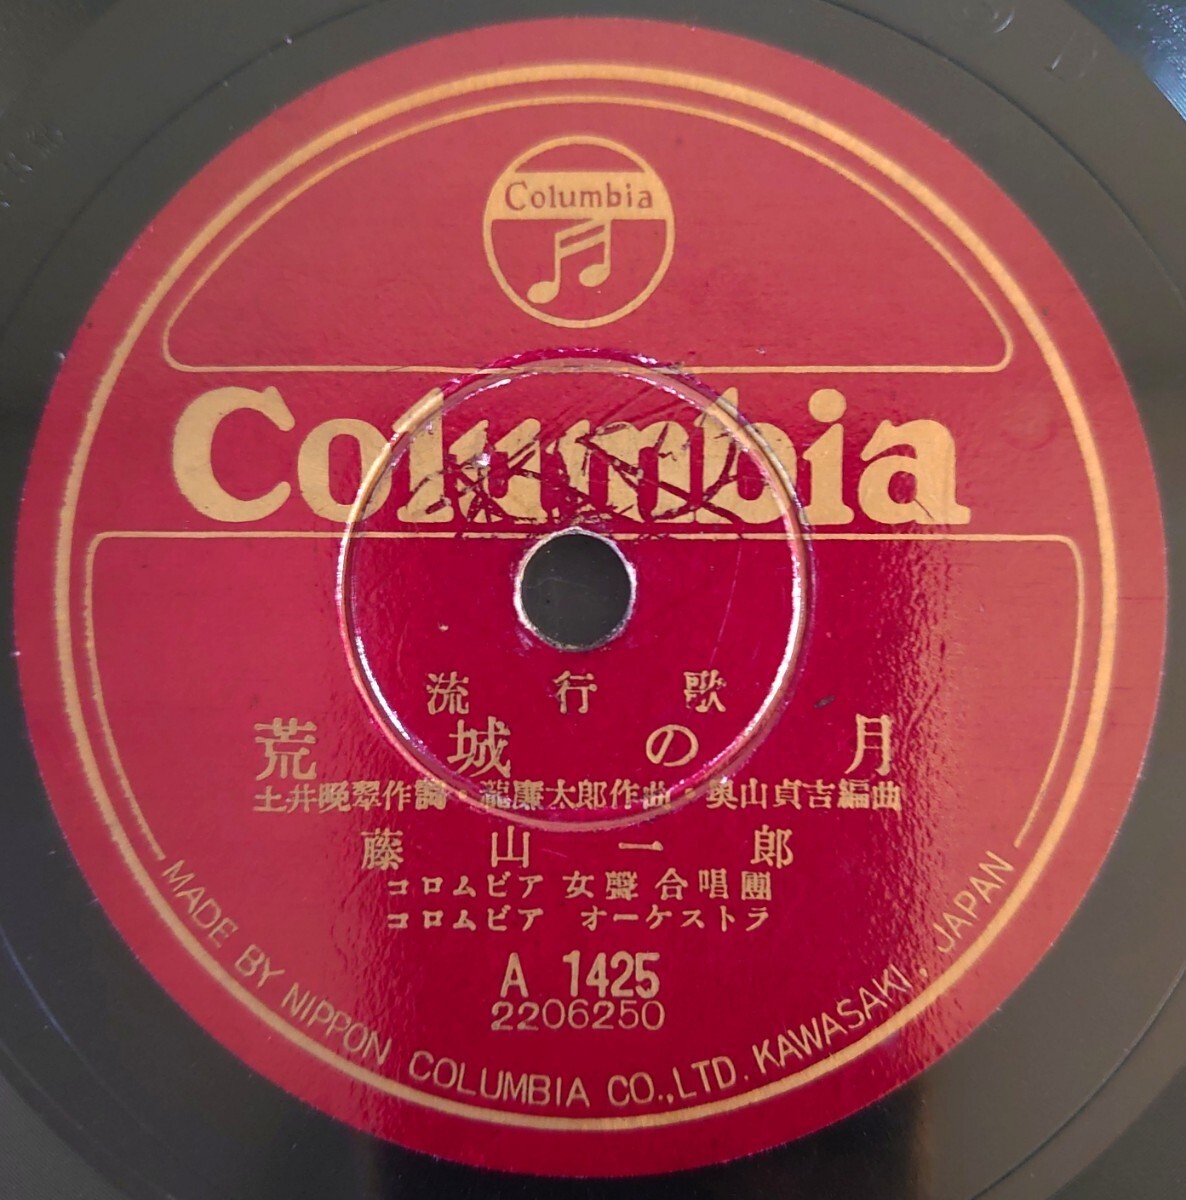 Columbia
Columbia
流行歌
荒城の月
土井晩翠作詞・瀧廉太郎作曲・奥山貞吉編曲
藤山一郎
コロムビア 女聲合唱團
コロムビア オーケストラ
A 1425
2206250
MADE BY NIPPON COLUMBIA CO.,LTD. KAWASAKI, JAPAN